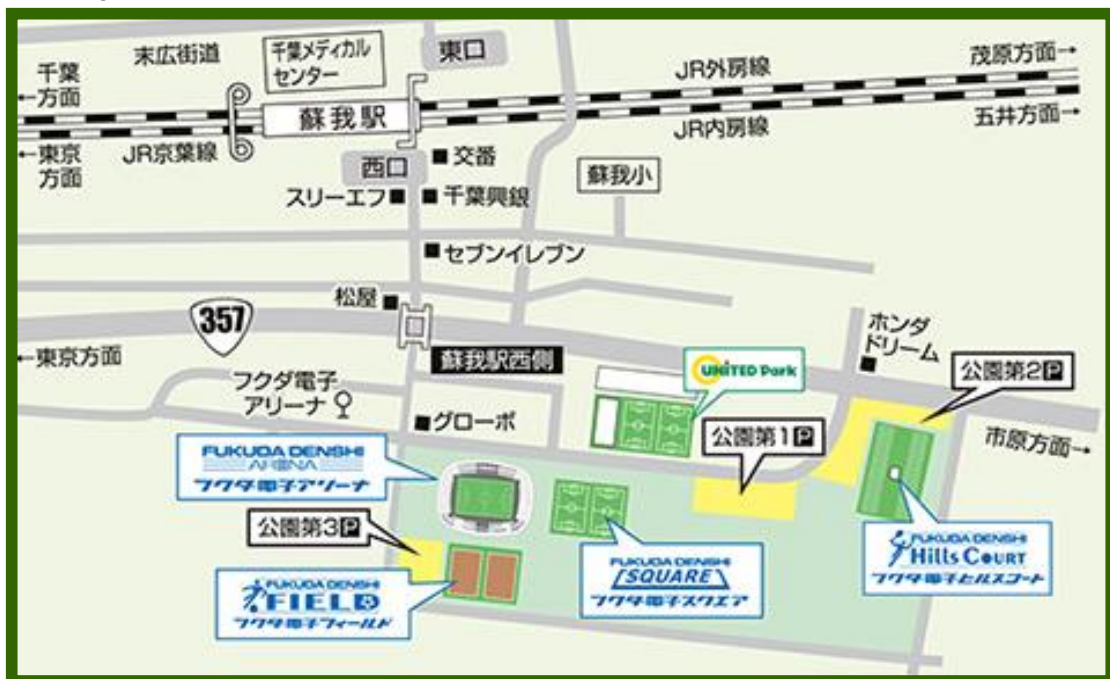 末広街道
千葉メディカル
センター
東口
千葉
←方面
JR外房線
茂原方面→
蘇我駅
JR内房線
五井方面→
←東京
方面
JR京葉線
西口
交番
スリーエフ
千葉興銀
蘇我小
セブンイレブン
松屋
357
ホンダ
ドリーム
←東京方面
蘇我駅西側
UNITED Park
公園第2P
フクダ電子
アリーナ
グローボ
公園第1P
市原方面→
FUKUDA DENSHI
ARENA
フクダ電子アリーナ
公園第3P
FUKUDA DENSHI
SQUARE
フクダ電子スクエア
FUKUDA DENSHI
Hills COURT
フクダ電子ヒルスコート
FUKUDA DENSHI
FIELD
フクダ電子フィールド